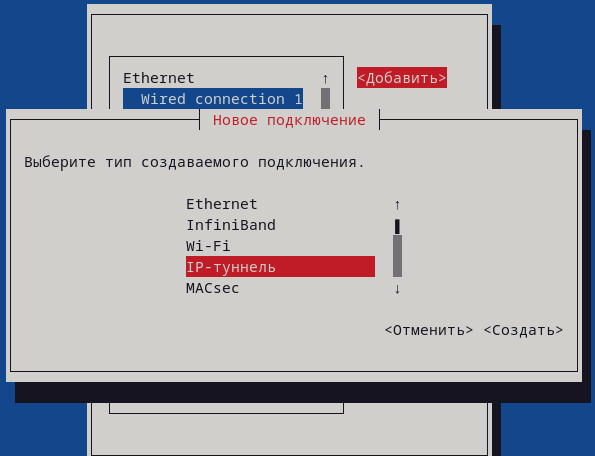 Ethernet ↑ <Добавить>
Wired connection 1
Новое подключение
Выберите тип создаваемого подключения.
Ethernet ↑
InfiniBand
Wi-Fi
IP-туннель
MACsec ↓
<Отменить> <Создать>